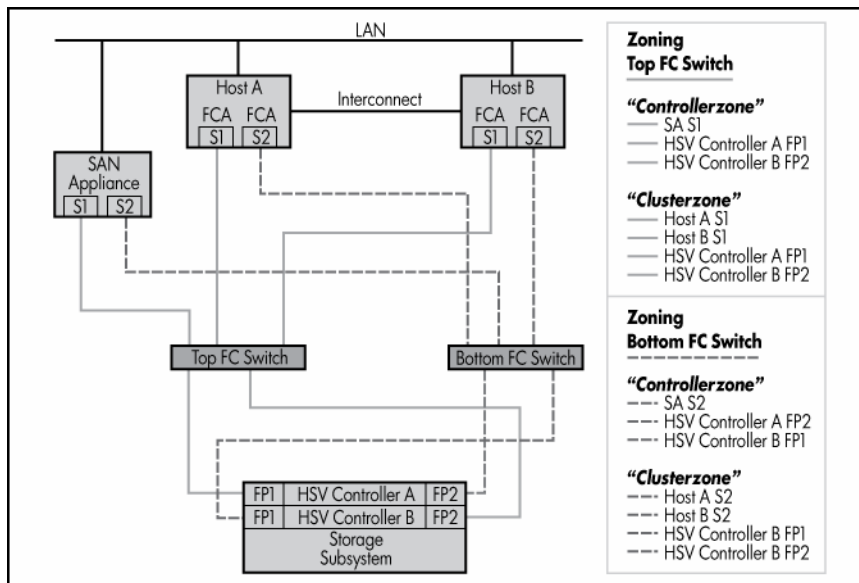 LAN
Host A
FCA FCA
S1 S2
Interconnect
Host B
FCA FCA
S1 S2
SAN
Appliance
S1 S2
Top FC Switch
Bottom FC Switch
FP1 HSV Controller A FP2
FP1 HSV Controller B FP2
Storage
Subsystem
Zoning
Top FC Switch
“Controllerzone”
SA S1
HSV Controller A FP1
HSV Controller B FP2
“Clusterzone”
Host A S1
Host B S1
HSV Controller A FP1
HSV Controller B FP2
Zoning
Bottom FC Switch
“Controllerzone”
SA S2
HSV Controller A FP2
HSV Controller B FP1
“Clusterzone”
Host A S2
Host B S2
HSV Controller B FP1
HSV Controller B FP2